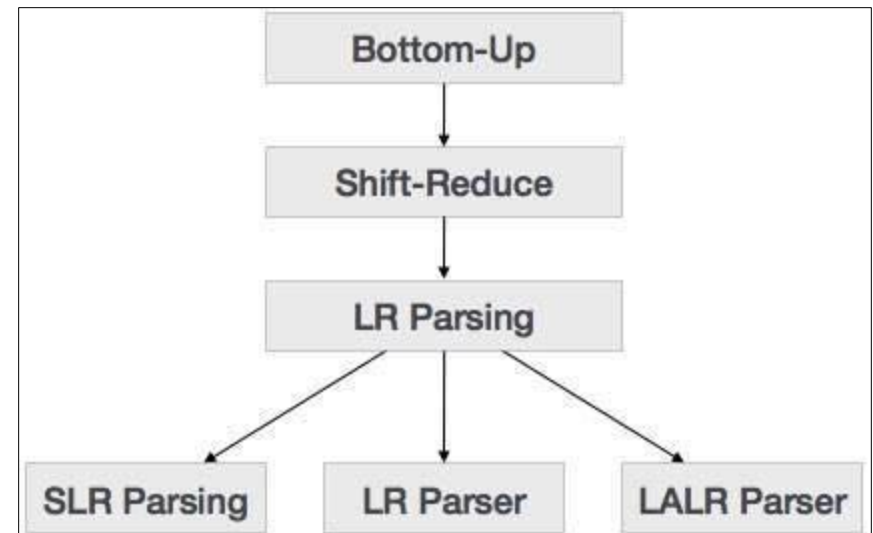 Bottom-Up
Shift-Reduce
LR Parsing
SLR Parsing
LR Parser
LALR Parser